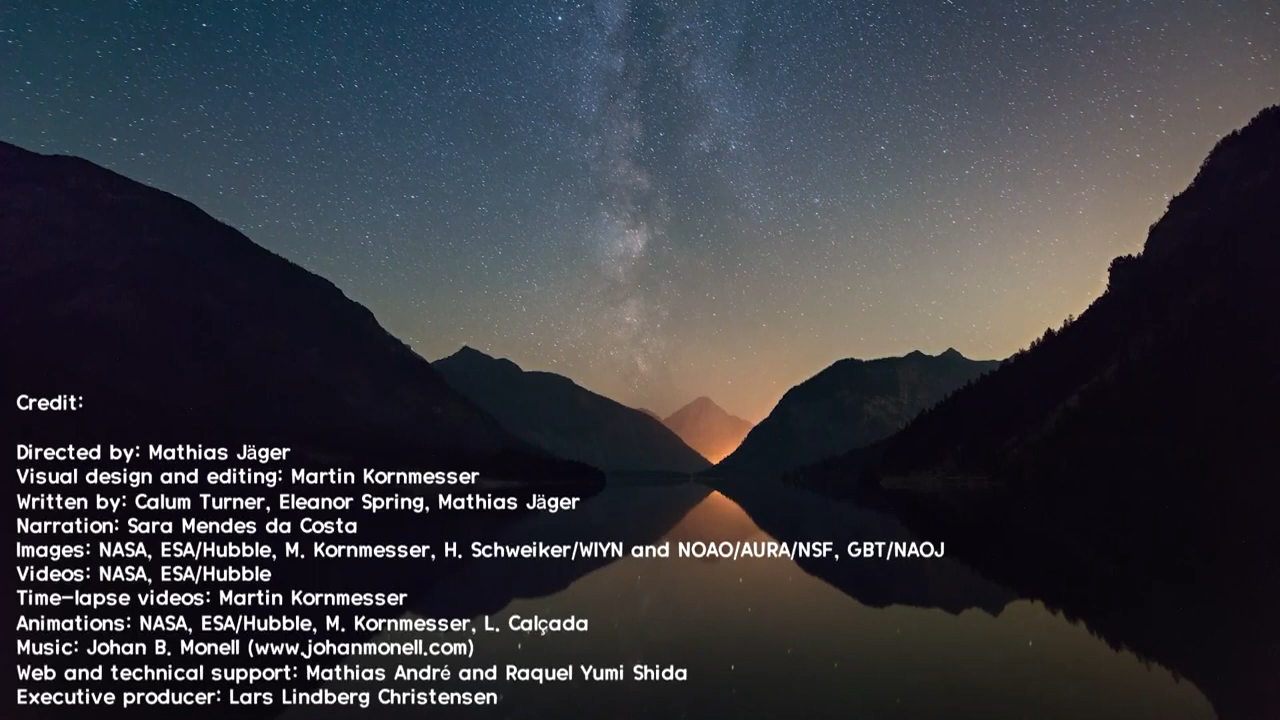 Credit:
Directed by: Mathias Jäger
Visual design and editing: Martin Kornmesser
Written by: Calum Turner, Eleanor Spring, Mathias Jäger
Narration: Sara Mendes da Costa
Images: NASA, ESA/Hubble, M. Kornmesser, H. Schweiker/WIYN and NOAO/AURA/NSF, GBT/NAOJ
Videos: NASA, ESA/Hubble
Time-lapse videos: Martin Kornmesser
Animations: NASA, ESA/Hubble, M. Kornmesser, L. Calçada
Music: Johan B. Monell (www.johanmonell.com)
Web and technical support: Mathias André and Raquel Yumi Shida
Executive producer: Lars Lindberg Christensen